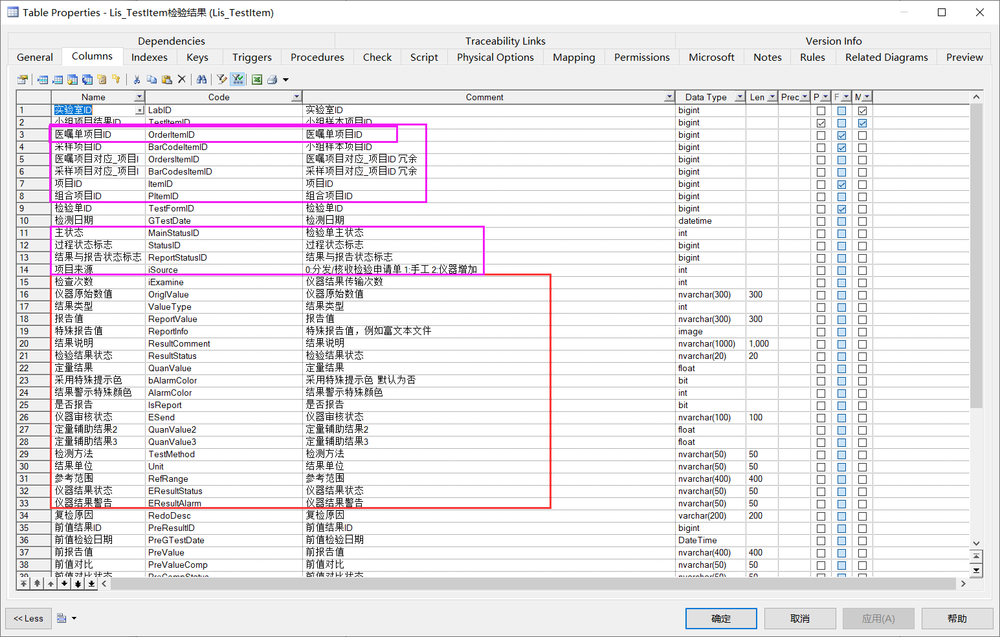 Table Properties - Lis_TestItem检验结果 (Lis_TestItem)
Dependencies Traceability Links Version Info
General Columns Indexes Keys Triggers Procedures Check Script Physical Options Mapping Permissions Microsoft Notes Rules Related Diagrams Preview
Name Code Comment Data Type Len Prec P F M
1 实验室ID = LabID 实验室ID bigint
2 小组项目结果ID TestItemID 小组样本项目ID bigint
3 医嘱单项目ID OrderItemID 医嘱单项目ID bigint
4 采样项目ID BarCodeItemID 小组样本项目ID bigint
5 医嘱项目对应_项目I OrdersItemID 医嘱项目对应_项目ID 冗余 bigint
6 采样项目对应_项目I BarCodesItemID 采样项目对应_项目ID 冗余 bigint
7 项目ID ItemID 项目ID bigint
8 组合项目ID PItemID 组合项目ID bigint
9 检验单ID TestFormID 检验单ID bigint
10 检测日期 GTestDate 检测日期 datetime
11 主状态 MainStatusID 检验单主状态 int
12 过程状态标志 StatusID 过程状态标志 bigint
13 结果与报告状态标志 ReportStatusID 结果与报告状态标志 bigint
14 项目来源 iSource 0:分发/核收检验申请单 1:手工 2:仪器增加 int
15 检查次数 iExamine 仪器结果传输次数 int
16 仪器原始数值 OriglValue 仪器原始数值 nvarchar(300) 300
17 结果类型 ValueType 结果类型 int
18 报告值 ReportValue 报告值 nvarchar(300) 300
19 特殊报告值 ReportInfo 特殊报告值，例如富文本文件 image
20 结果说明 ResultComment 结果说明 nvarchar(1000) 1,000
21 检验结果状态 ResultStatus 检验结果状态 nvarchar(20) 20
22 定量结果 QuanValue 定量结果 float
23 采用特殊提示色 bAlarmColor 采用特殊提示色 默认为否 bit
24 结果警示特殊颜色 AlarmColor 结果警示特殊颜色 int
25 是否报告 IsReport 是否报告 bit
26 仪器审核状态 ESend 仪器审核状态 nvarchar(100) 100
27 定量辅助结果2 QuanValue2 定量辅助结果2 float
28 定量辅助结果3 QuanValue3 定量辅助结果3 float
29 检测方法 TestMethod 检测方法 nvarchar(50) 50
30 结果单位 Unit 结果单位 nvarchar(50) 50
31 参考范围 RefRange 参考范围 nvarchar(400) 400
32 仪器结果状态 EResultStatus 仪器结果状态 nvarchar(50) 50
33 仪器结果警告 EResultAlarm 仪器结果警告 nvarchar(50) 50
34 复检原因 RedoDesc 复检原因 varchar(200) 200
35 前值结果ID PreResultID 前值结果ID bigint
36 前值检验日期 PreGTestDate 前值检验日期 DateTime
37 前报告值 PreValue 前报告值 nvarchar(400) 400
38 前值对比 PreValueComp 前值对比 nvarchar(50) 50
39 前值对比状态 PreCompStatus 前值对比状态 nvarchar(50) 50
<< Less 确定 取消 应用(A) 帮助